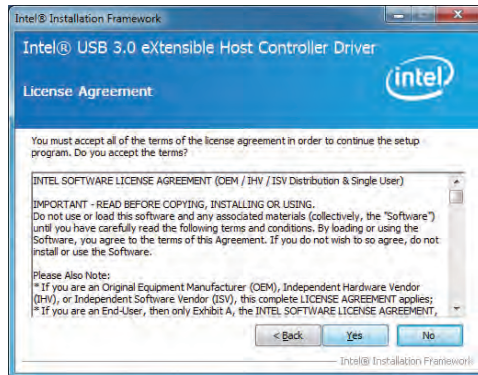 Intel® Installation Framework
Intel® USB 3.0 eXtensible Host Controller Driver
intel
License Agreement
You must accept all of the terms of the license agreement in order to continue the setup
program. Do you accept the terms?
INTEL SOFTWARE LICENSE AGREEMENT (OEM / IHV / ISV Distribution & Single User)
IMPORTANT - READ BEFORE COPYING, INSTALLING OR USING.
Do not use or load this software and any associated materials (collectively, the "Software")
until you have carefully read the following terms and conditions. By loading or using the
Software, you agree to the terms of this Agreement. If you do not wish to so agree, do not
install or use the Software.
Please Also Note:
* If you are an Original Equipment Manufacturer (OEM), Independent Hardware Vendor
(IHV), or Independent Software Vendor (ISV), this complete LICENSE AGREEMENT applies;
* If you are an End-User, then only Exhibit A, the INTEL SOFTWARE LICENSE AGREEMENT,
< Back Yes No
Intel® Installation Framework